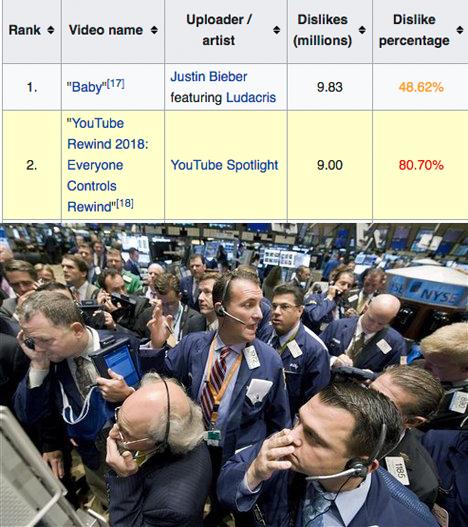 Rank Video name Uploader / artist Dislikes (millions) Dislike percentage
1. "Baby"[17] Justin Bieber featuring Ludacris 9.83 48.62%
2. "YouTube Rewind 2018: Everyone Controls Rewind"[18] YouTube Spotlight 9.00 80.70%
NYSE
1185